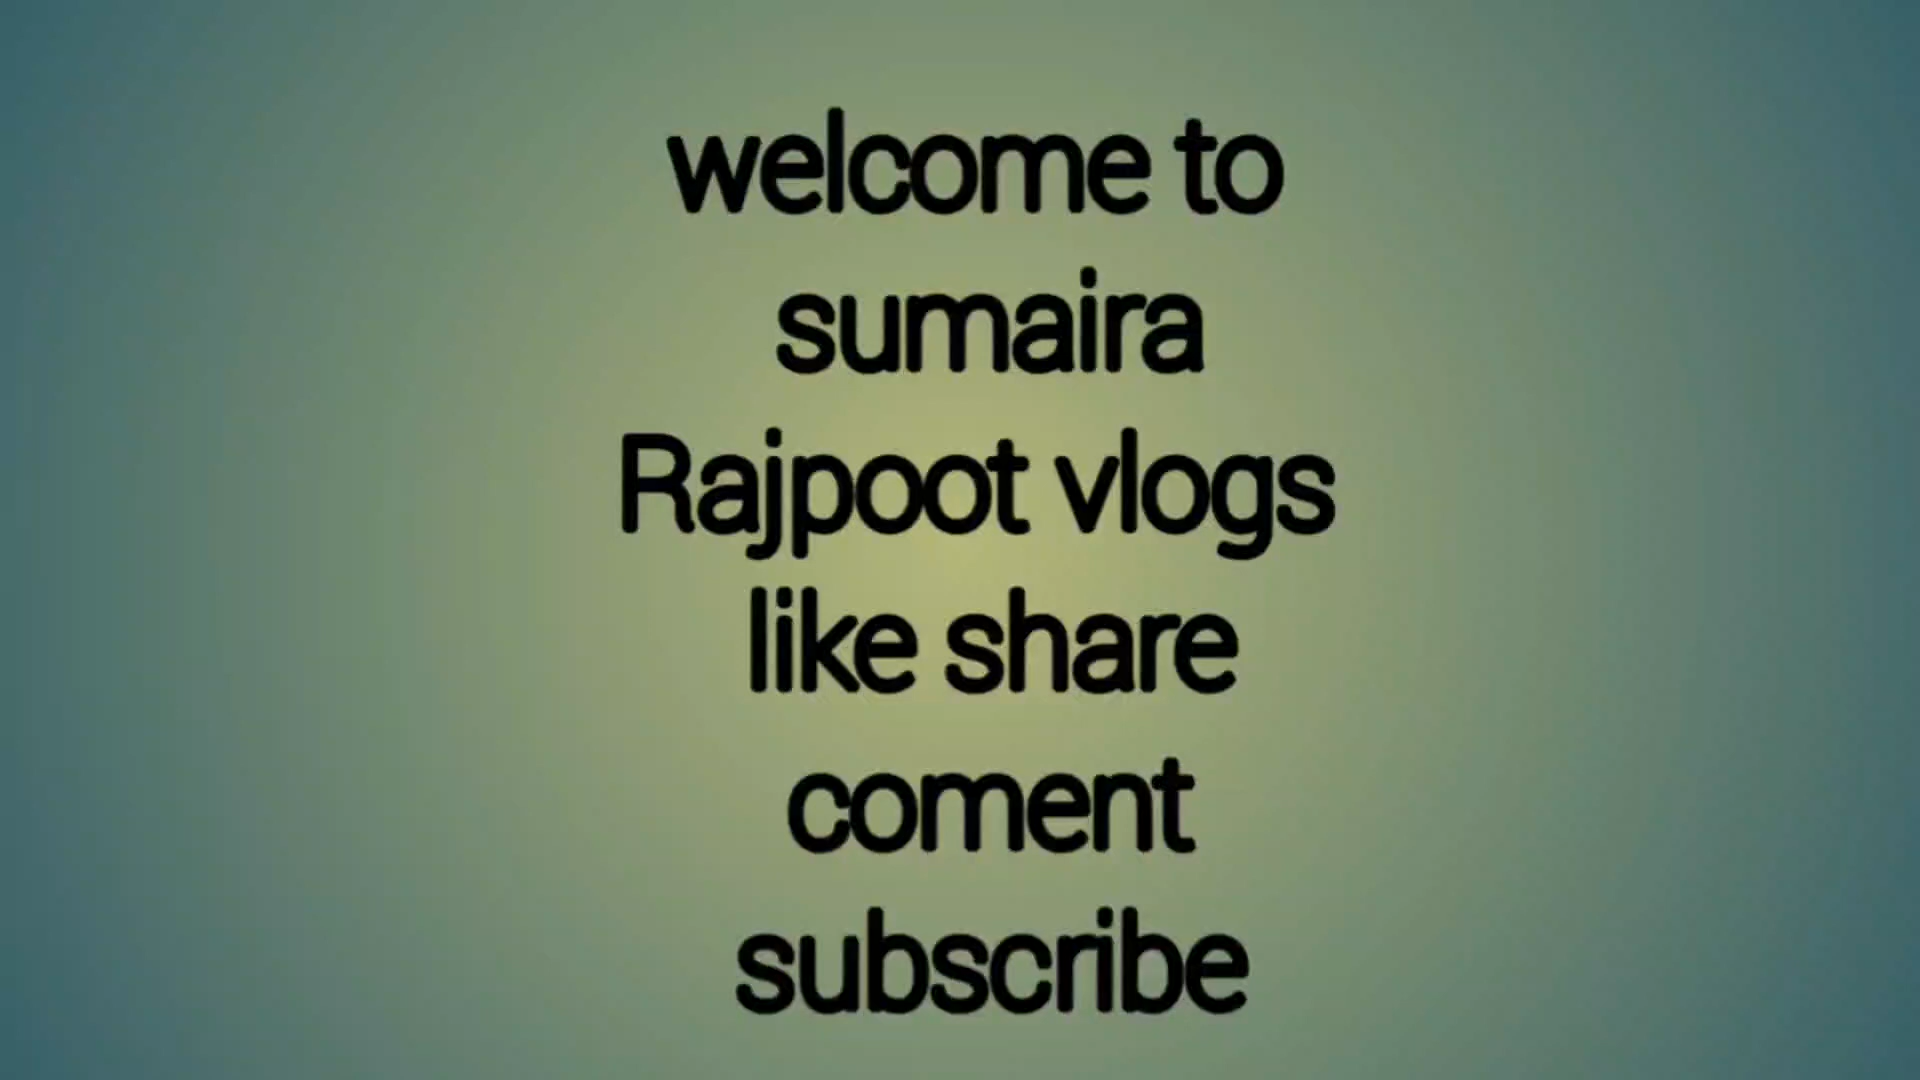 welcome to
sumaira
Rajpoot vlogs
like share
coment
subscribe